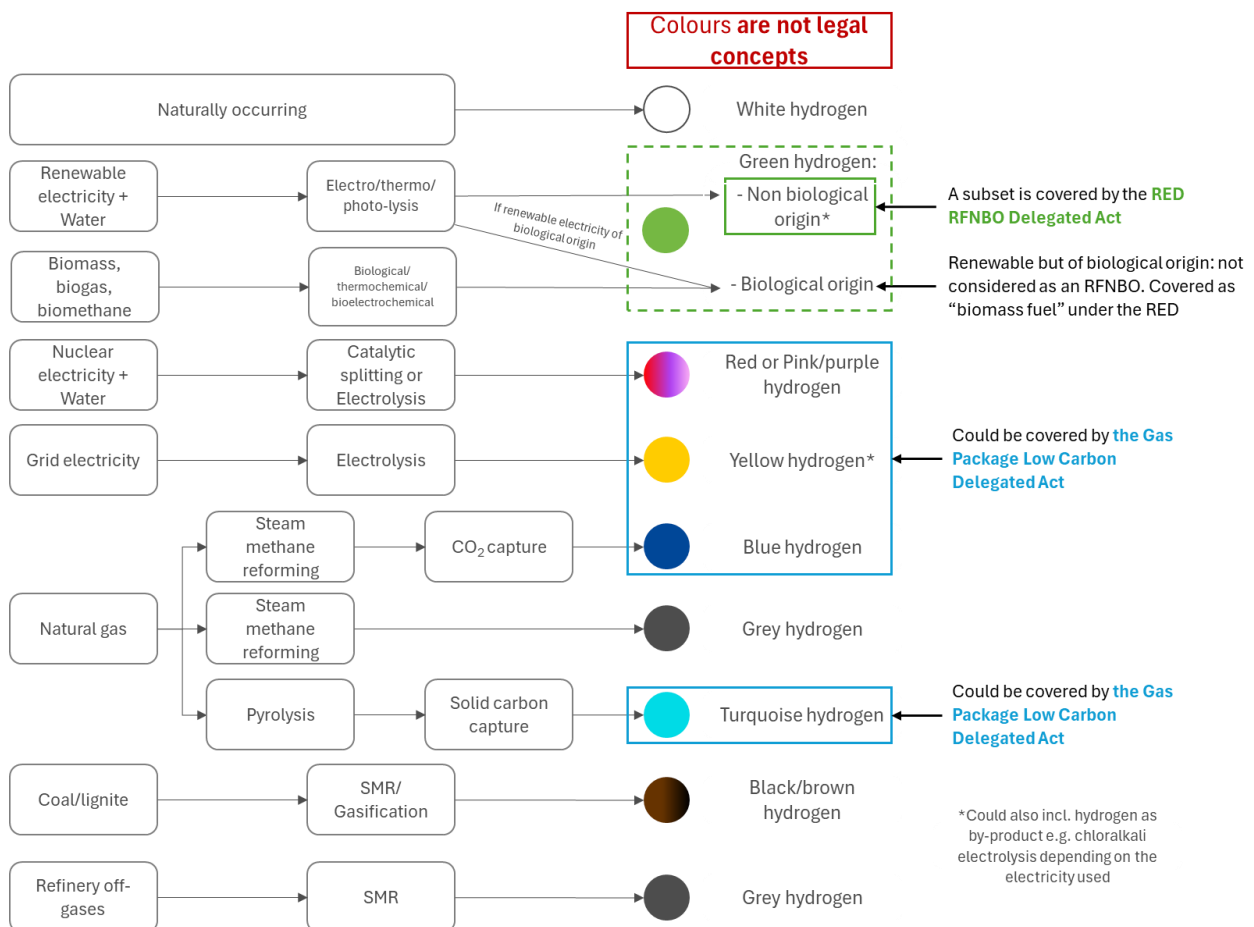 Colours are not legal
concepts
Naturally occurring
White hydrogen
Renewable
electricity +
Water
Electro/thermo/
photo-lysis
If renewable electricity of
biological origin
Green hydrogen:
- Non biological
origin*
A subset is covered by the RED
RFNBO Delegated Act
Biomass,
biogas,
biomethane
Biological/
thermochemical/
bioelectrochemical
- Biological origin
Renewable but of biological origin: not
considered as an RFNBO. Covered as
“biomass fuel” under the RED
Nuclear
electricity +
Water
Catalytic
splitting or
Electrolysis
Red or Pink/purple
hydrogen
Grid electricity
Electrolysis
Yellow hydrogen*
Could be covered by the Gas
Package Low Carbon
Delegated Act
Steam
methane
reforming
CO₂ capture
Blue hydrogen
Natural gas
Steam
methane
reforming
Grey hydrogen
Pyrolysis
Solid carbon
capture
Turquoise hydrogen
Could be covered by the Gas
Package Low Carbon
Delegated Act
Coal/lignite
SMR/
Gasification
Black/brown
hydrogen
*Could also incl. hydrogen as
by-product e.g. chloralkali
electrolysis depending on the
electricity used
Refinery off-
gases
SMR
Grey hydrogen